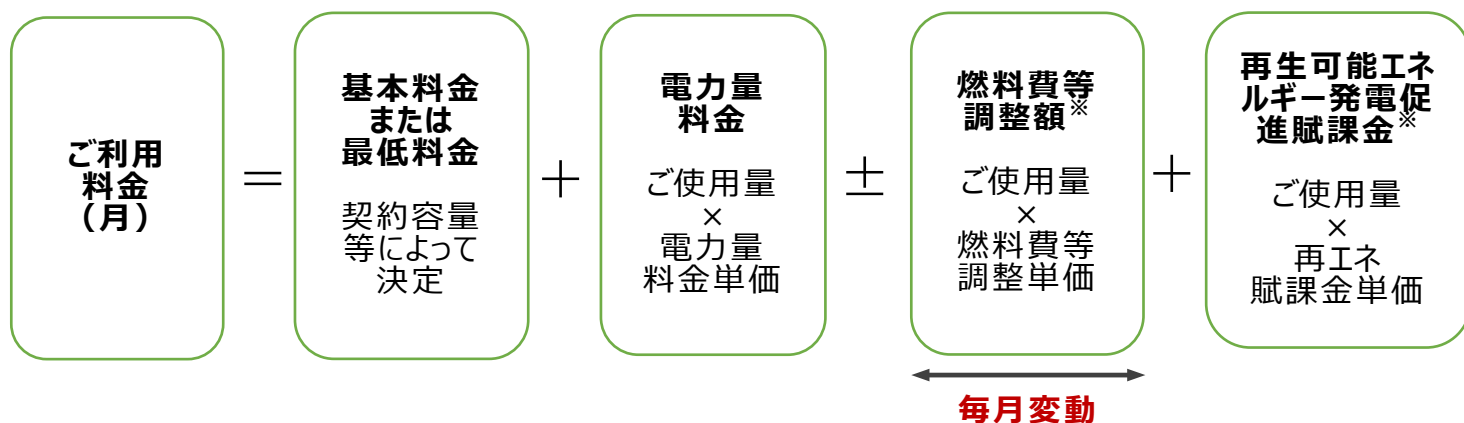 ご利用
料金
（月）
＝
基本料金
または
最低料金
契約容量
等によって
決定
＋
電力量
料金
ご使用量
×
電力量
料金単価
±
燃料費等
調整額※
ご使用量
×
燃料費等
調整単価
＋
再生可能エネ
ルギー発電促
進賦課金※
ご使用量
×
再エネ
賦課金単価
毎月変動